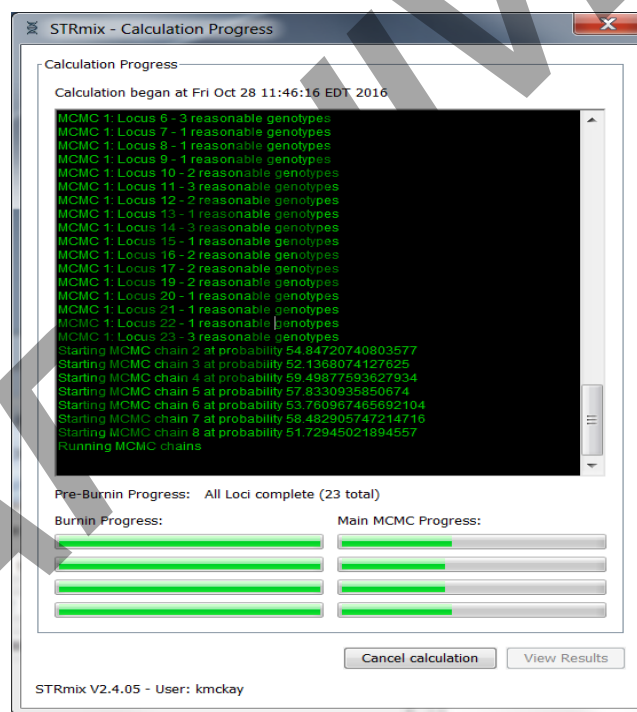 STRmix - Calculation Progress
Calculation Progress
Calculation began at Fri Oct 28 11:46:16 EDT 2016
MCMC 1: Locus 6 - 3 reasonable genotypes
MCMC 1: Locus 7 - 1 reasonable genotypes
MCMC 1: Locus 8 - 1 reasonable genotypes
MCMC 1: Locus 9 - 1 reasonable genotypes
MCMC 1: Locus 10 - 2 reasonable genotypes
MCMC 1: Locus 11 - 3 reasonable genotypes
MCMC 1: Locus 12 - 2 reasonable genotypes
MCMC 1: Locus 13 - 1 reasonable genotypes
MCMC 1: Locus 14 - 3 reasonable genotypes
MCMC 1: Locus 15 - 1 reasonable genotypes
MCMC 1: Locus 16 - 2 reasonable genotypes
MCMC 1: Locus 17 - 2 reasonable genotypes
MCMC 1: Locus 19 - 2 reasonable genotypes
MCMC 1: Locus 20 - 1 reasonable genotypes
MCMC 1: Locus 21 - 1 reasonable genotypes
MCMC 1: Locus 22 - 1 reasonable genotypes
MCMC 1: Locus 23 - 3 reasonable genotypes
Starting MCMC chain 2 at probability 54.84720740803577
Starting MCMC chain 3 at probability 52.1368074127625
Starting MCMC chain 4 at probability 59.49877593627934
Starting MCMC chain 5 at probability 57.8330935850674
Starting MCMC chain 6 at probability 53.760967465692104
Starting MCMC chain 7 at probability 58.482905747214716
Starting MCMC chain 8 at probability 51.72945021894557
Running MCMC chains
Pre-Burnin Progress: All Loci complete (23 total)
Burnin Progress: Main MCMC Progress:
Cancel calculation View Results
STRmix V2.4.05 - User: kmckay